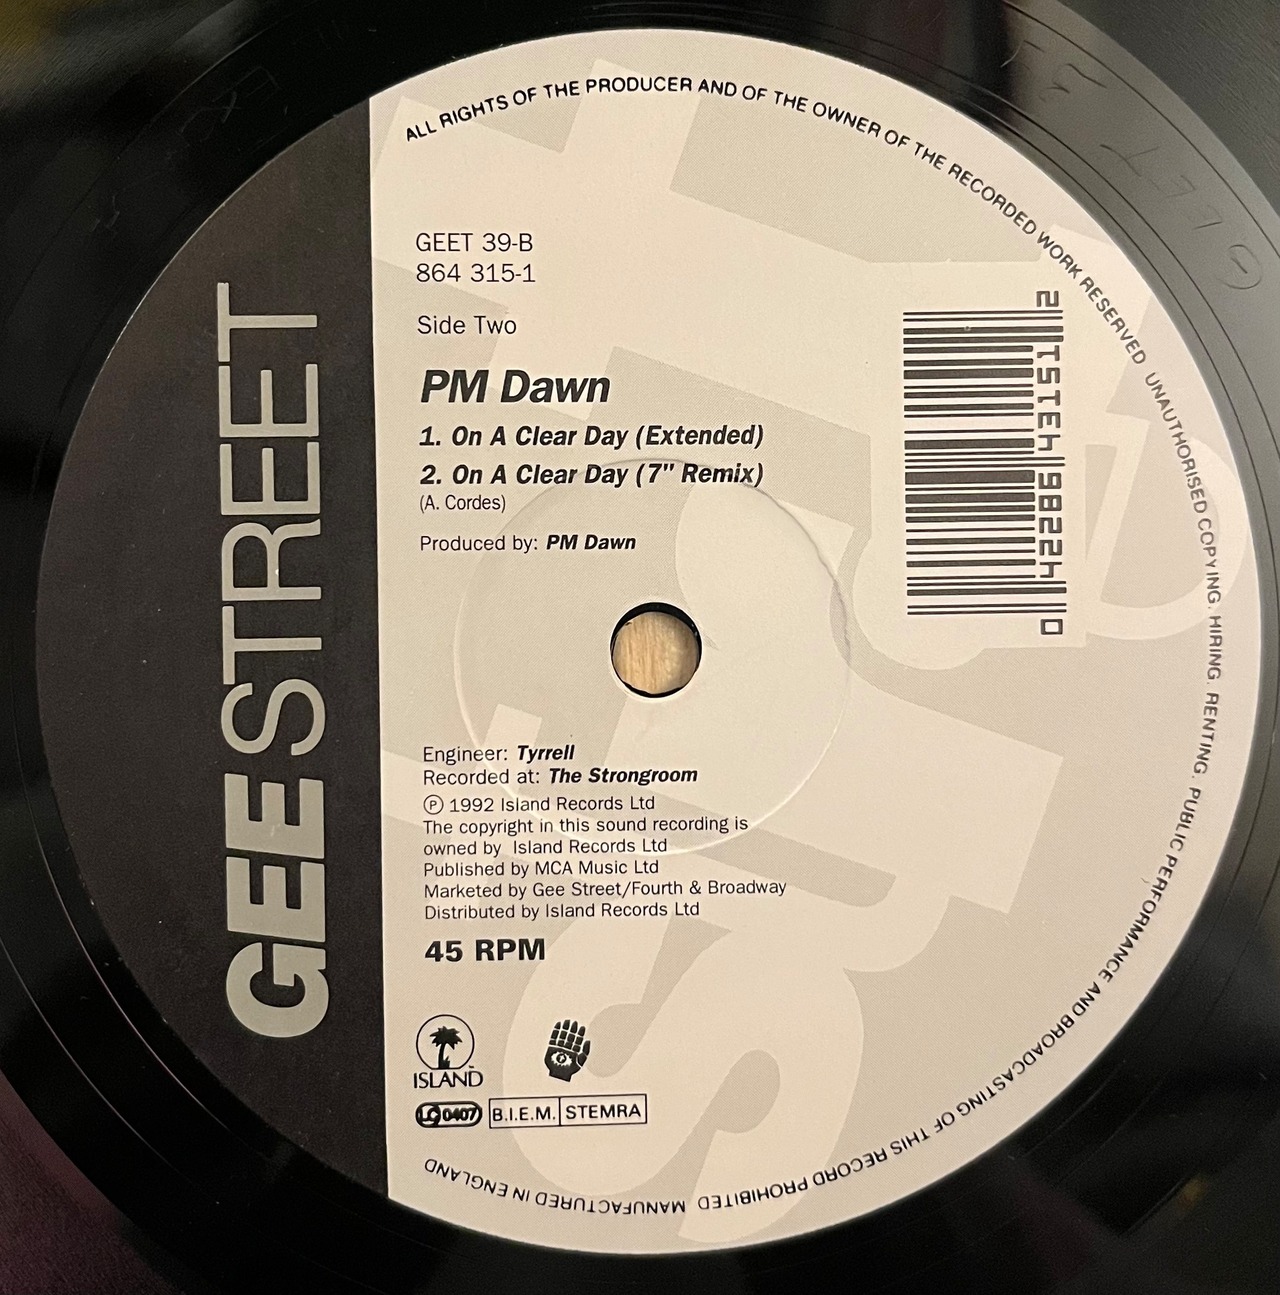 ALL RIGHTS OF THE PRODUCER AND OF THE OWNER OF THE RECORDED WORK RESERVED UNAUTHORISED COPYING. HIRING. RENTING. PUBLIC PERFORMANCE AND BROADCASTING OF THIS RECORD PROHIBITED MANUFACTURED IN ENGLAND
GEE STREET
GEET 39-B
864 315-1
Side Two
PM Dawn
1. On A Clear Day (Extended)
2. On A Clear Day (7" Remix)
(A. Cordes)
Produced by: PM Dawn
0 42286 43151 2
Engineer: Tyrrell
Recorded at: The Strongroom
℗ 1992 Island Records Ltd
The copyright in this sound recording is
owned by Island Records Ltd
Published by MCA Music Ltd
Marketed by Gee Street/Fourth & Broadway
Distributed by Island Records Ltd
45 RPM
ISLAND™
LC 0407 B.I.E.M. STEMRA